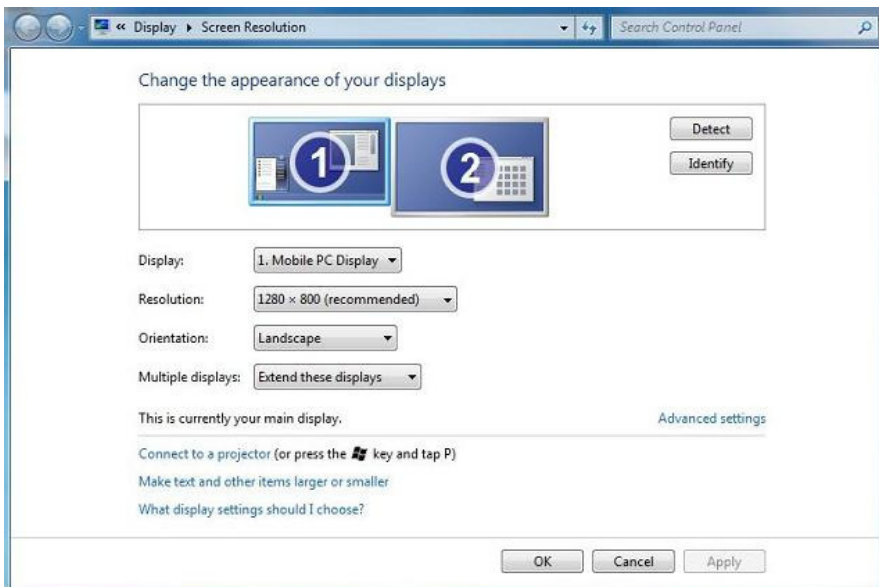 « Display ▸ Screen Resolution
Search Control Panel
Change the appearance of your displays
1
2
Detect
Identify
Display: 1. Mobile PC Display
Resolution: 1280 × 800 (recommended)
Orientation: Landscape
Multiple displays: Extend these displays
This is currently your main display. Advanced settings
Connect to a projector (or press the key and tap P)
Make text and other items larger or smaller
What display settings should I choose?
OK Cancel Apply